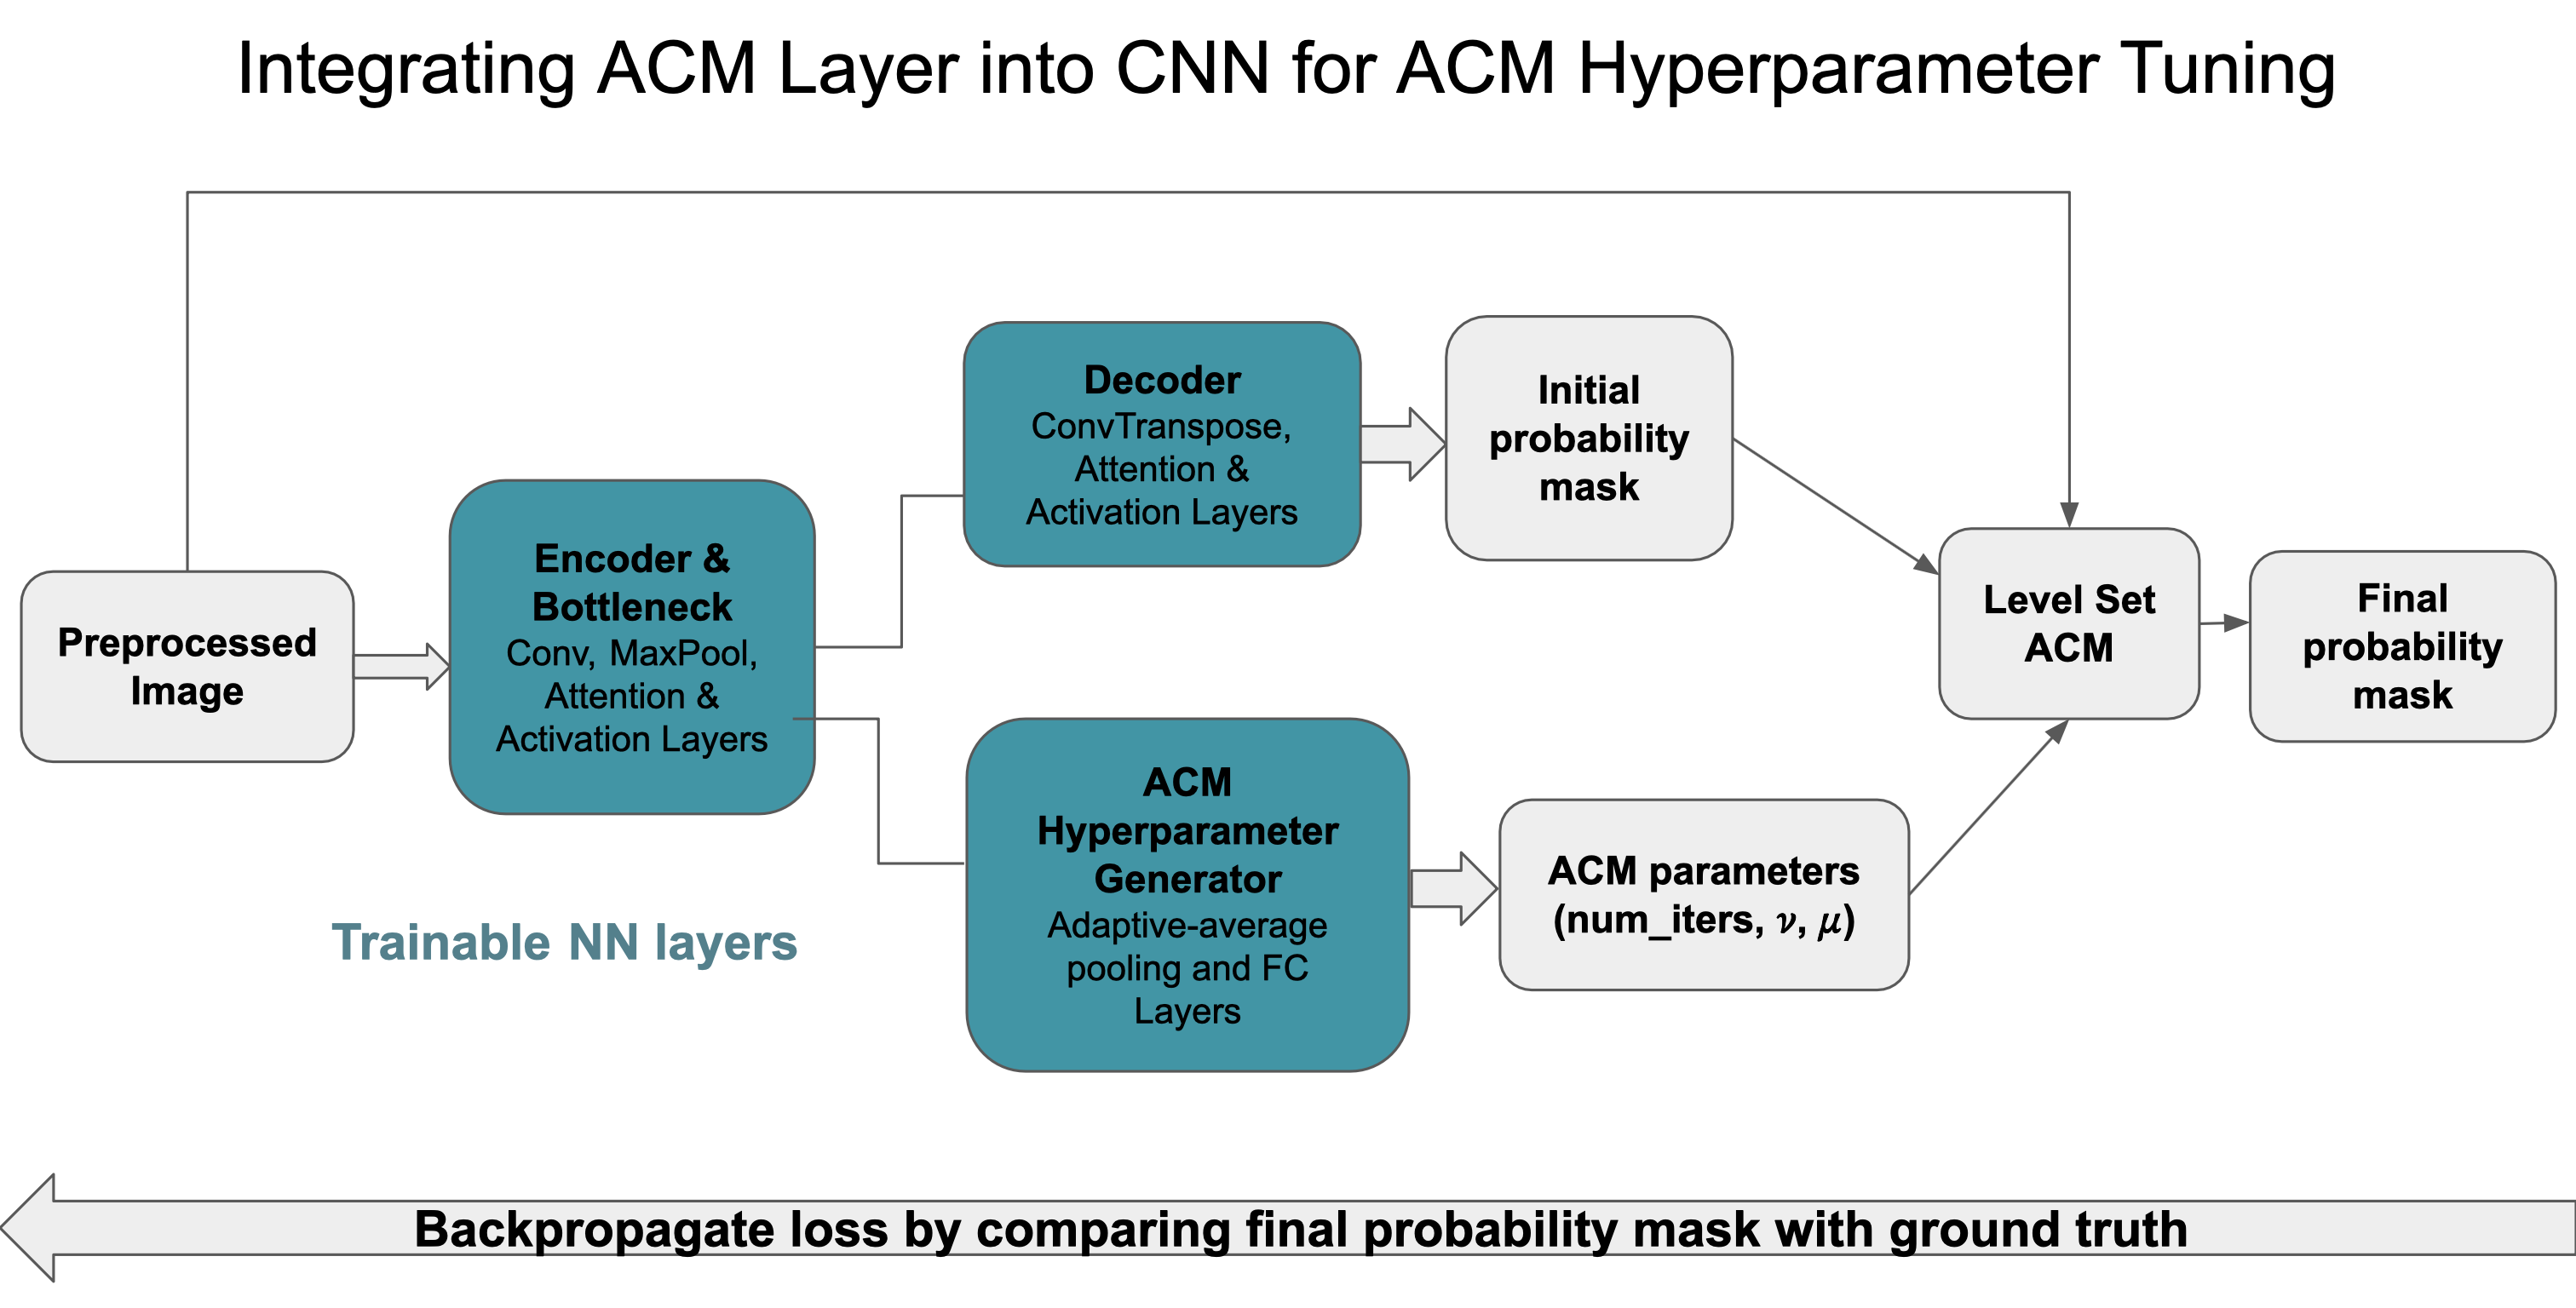 Integrating ACM Layer into CNN for ACM Hyperparameter Tuning
Preprocessed
Image
Encoder &
Bottleneck
Conv, MaxPool,
Attention &
Activation Layers
Decoder
ConvTranspose,
Attention &
Activation Layers
Initial
probability
mask
ACM
Hyperparameter
Generator
Adaptive-average
pooling and FC
Layers
ACM parameters
(num_iters, ν, μ)
Level Set
ACM
Final
probability
mask
Trainable NN layers
Backpropagate loss by comparing final probability mask with ground truth